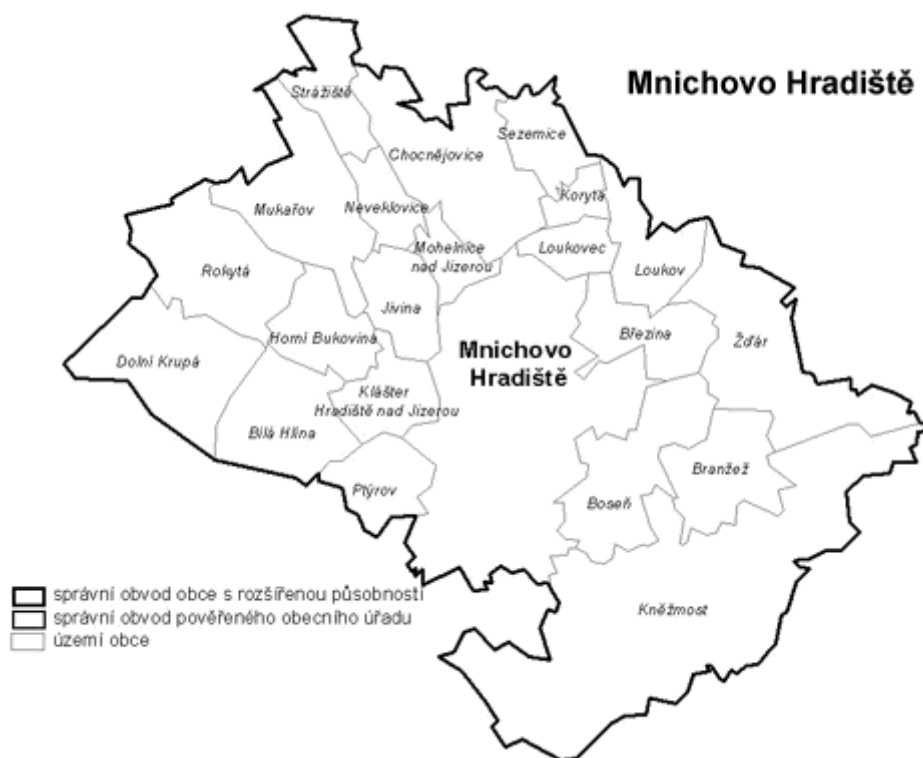 Mnichovo Hradiště
Strážiště
Sezemice
Chocnějovice
Koryta
Mukařov
Neveklovice
Mohelnice
nad Jizerou
Loukovec
Loukov
Rokytá
Jivina
Horní Bukovina
Březina
Žďár
Mnichovo
Hradiště
Dolní Krupá
Klášter
Hradiště nad Jizerou
Bílá Hlína
Branžež
Ptýrov
Boseň
správní obvod obce s rozšířenou působností
správní obvod pověřeného obecního úřadu
území obce
Kněžmost